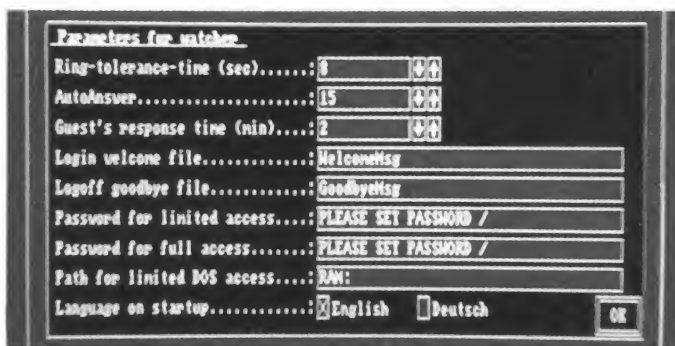 Parameters for watcher
Ring-tolerance-time (sec).......: 8
AutoAnswer......................: 15
Guest's response time (min)....: 2
Login welcome file..............: WelcomeMsg
Logoff goodbye file.............: GoodbyeMsg
Password for limited access....: PLEASE SET PASSWORD /
Password for full access.......: PLEASE SET PASSWORD /
Path for limited DOS access....: RAM:
Language on startup.............: X English Deutsch OK